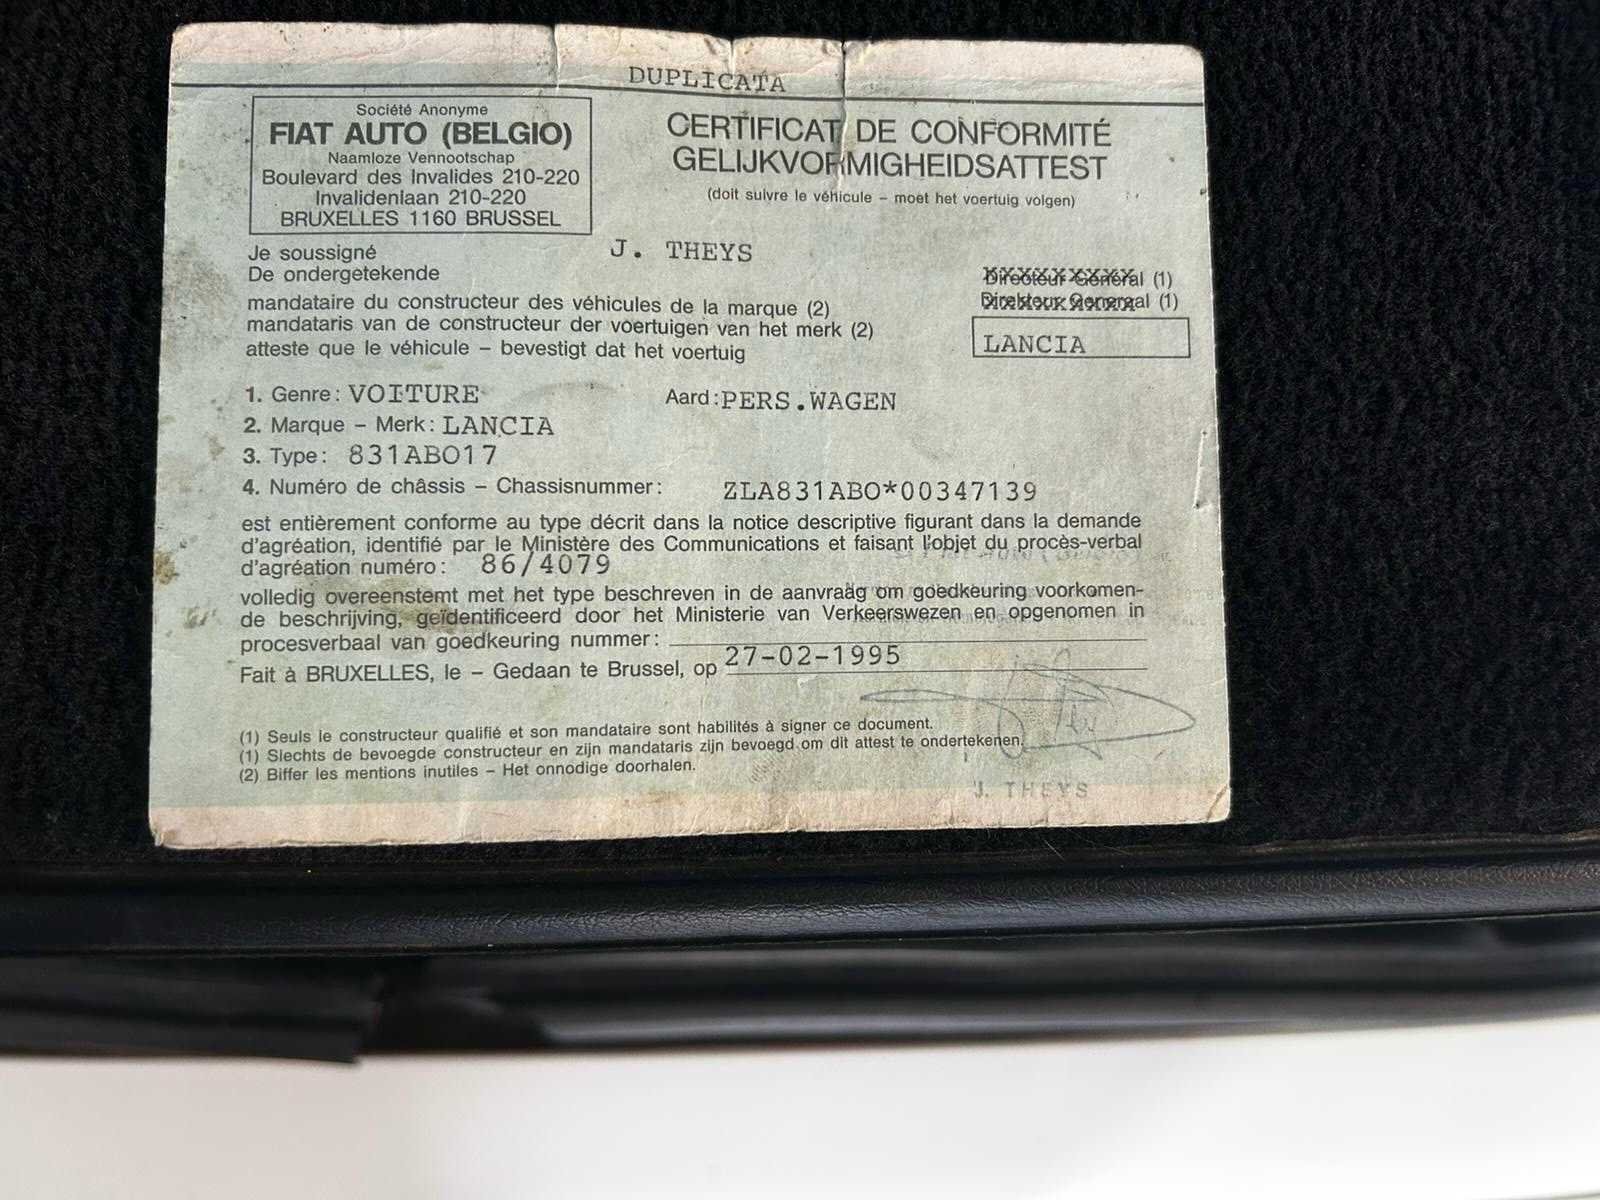 DUPLICATA
Société Anonyme
FIAT AUTO (BELGIO)
Naamloze Vennootschap
Boulevard des Invalides 210-220
Invalidenlaan 210-220
BRUXELLES 1160 BRUSSEL
CERTIFICAT DE CONFORMITÉ
GELIJKVORMIGHEIDSATTEST
(doit suivre le véhicule – moet het voertuig volgen)
Je soussigné
De ondergetekende
J. THEYS
Directeur Général (1)
Direkteur Generaal (1)
mandataire du constructeur des véhicules de la marque (2)
mandataris van de constructeur der voertuigen van het merk (2)
atteste que le véhicule – bevestigt dat het voertuig
LANCIA
1. Genre : VOITURE Aard : PERS.WAGEN
2. Marque – Merk : LANCIA
3. Type : 831ABO17
4. Numéro de châssis – Chassisnummer : ZLA831ABO*00347139
est entièrement conforme au type décrit dans la notice descriptive figurant dans la demande
d'agréation, identifié par le Ministère des Communications et faisant l'objet du procès-verbal
d'agréation numéro : 86/4079
volledig overeenstemt met het type beschreven in de aanvraag om goedkeuring voorkomen-
de beschrijving, geïdentificeerd door het Ministerie van Verkeerswezen en opgenomen in
procesverbaal van goedkeuring nummer :
Fait à BRUXELLES, le – Gedaan te Brussel, op 27-02-1995
(1) Seuls le constructeur qualifié et son mandataire sont habilités à signer ce document.
(1) Slechts de bevoegde constructeur en zijn mandataris zijn bevoegd om dit attest te ondertekenen.
(2) Biffer les mentions inutiles – Het onnodige doorhalen.
J. THEYS